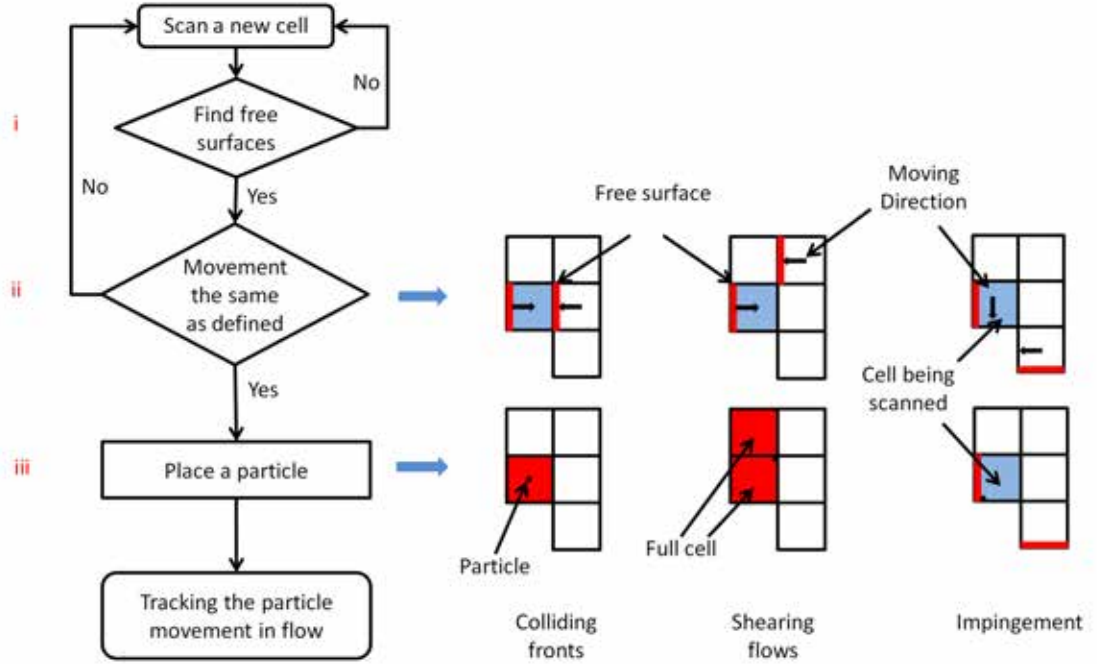 Scan a new cell
No
Find free
surfaces
i
No
Yes
Free surface
Moving
Direction
Movement
the same
as defined
ii
Cell being
scanned
Yes
Place a particle
iii
Particle
Full cell
Tracking the particle
movement in flow
Colliding
fronts
Shearing
flows
Impingement